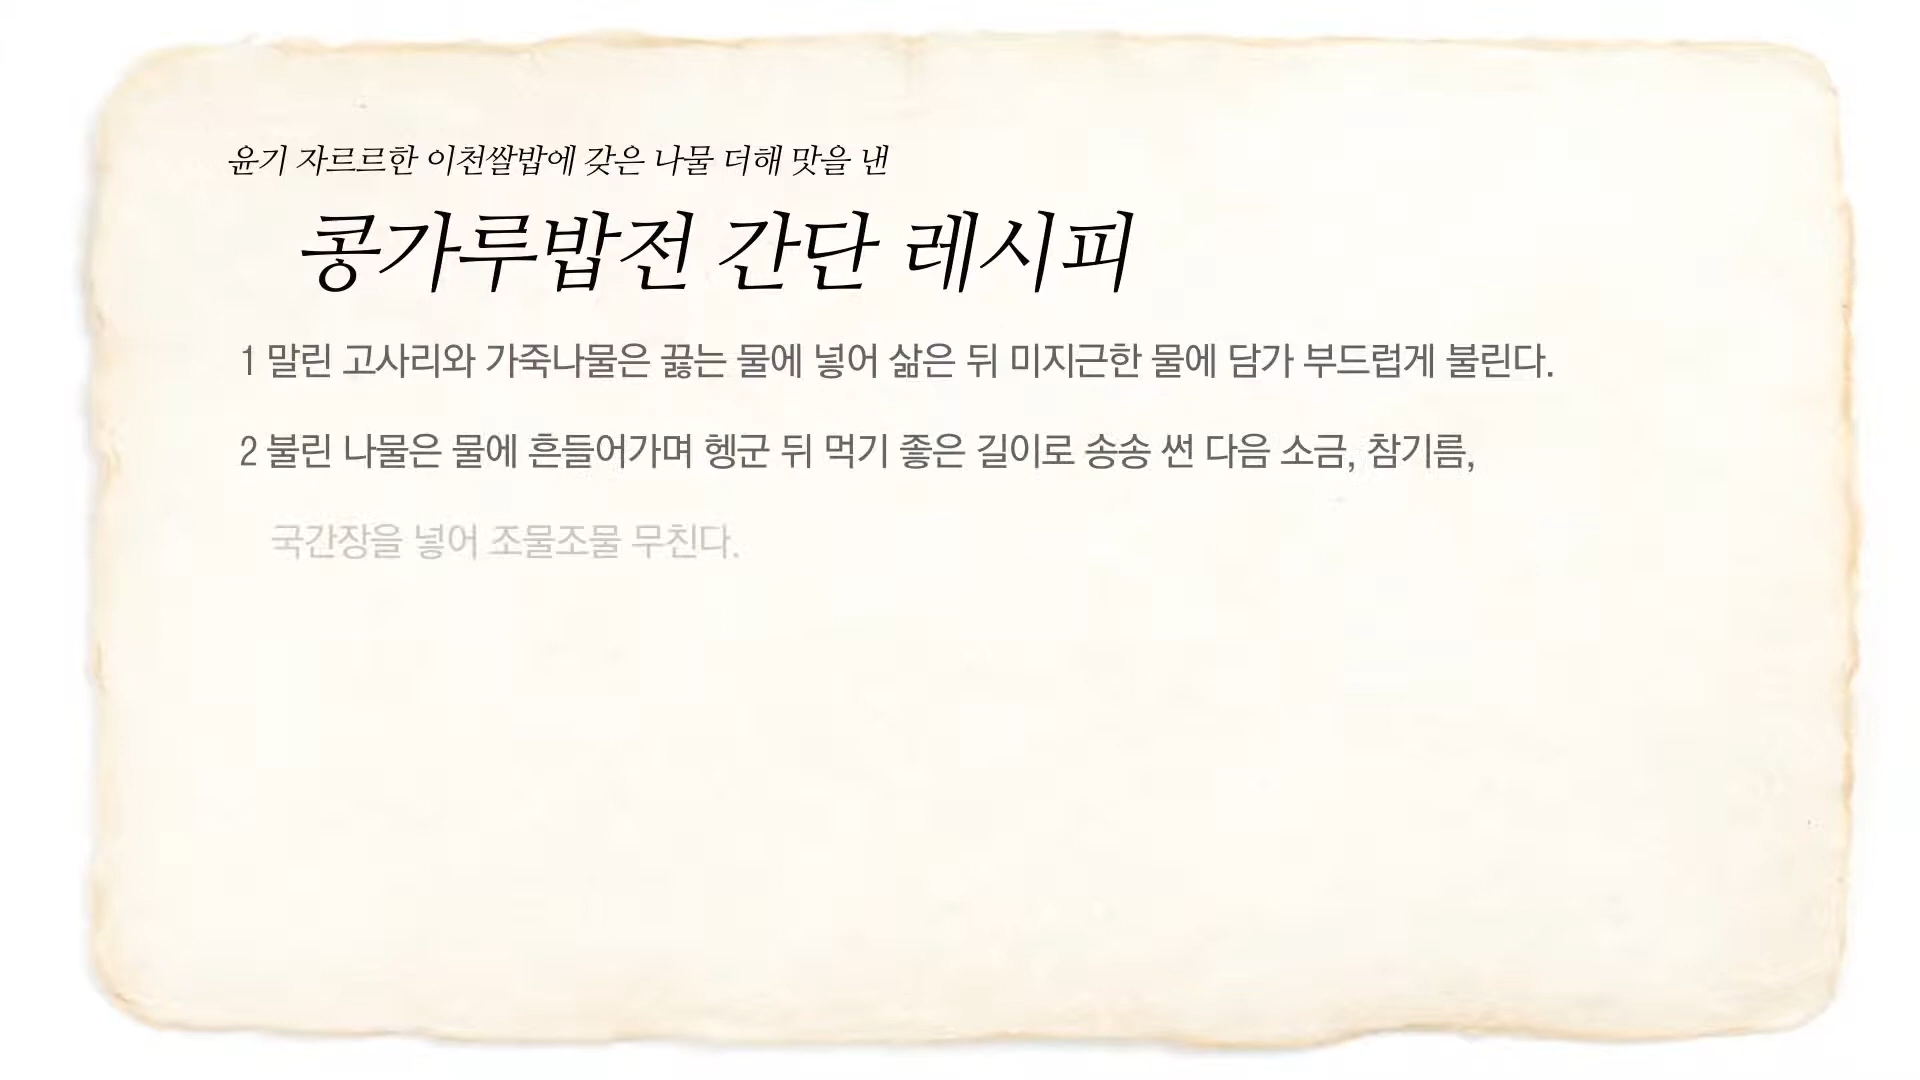 윤기 자르르한 이천쌀밥에 갖은 나물 더해 맛을 낸
콩가루밥전 간단 레시피
1 말린 고사리와 가죽나물은 끓는 물에 넣어 삶은 뒤 미지근한 물에 담가 부드럽게 불린다.
2 불린 나물은 물에 흔들어가며 헹군 뒤 먹기 좋은 길이로 송송 썬 다음 소금, 참기름,
국간장을 넣어 조물조물 무친다.